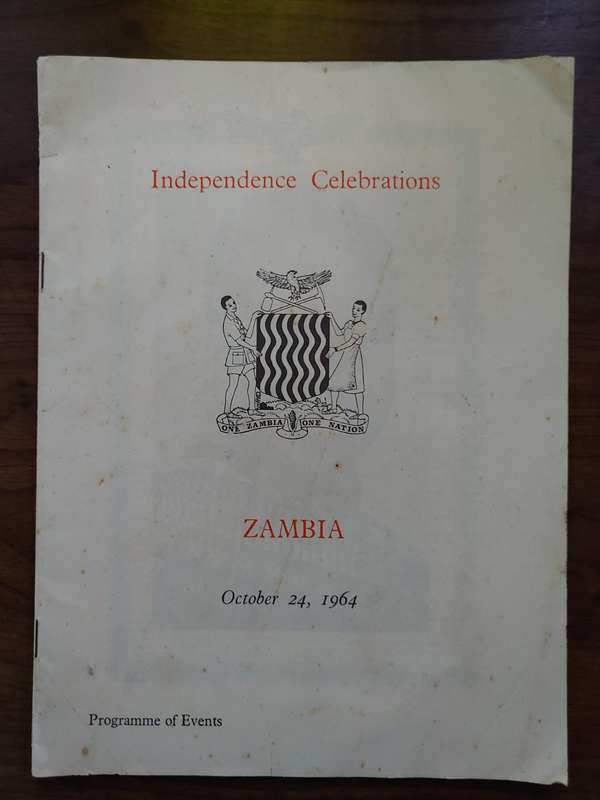 Independence Celebrations
ONE ZAMBIA ONE NATION
ZAMBIA
October 24, 1964
Programme of Events